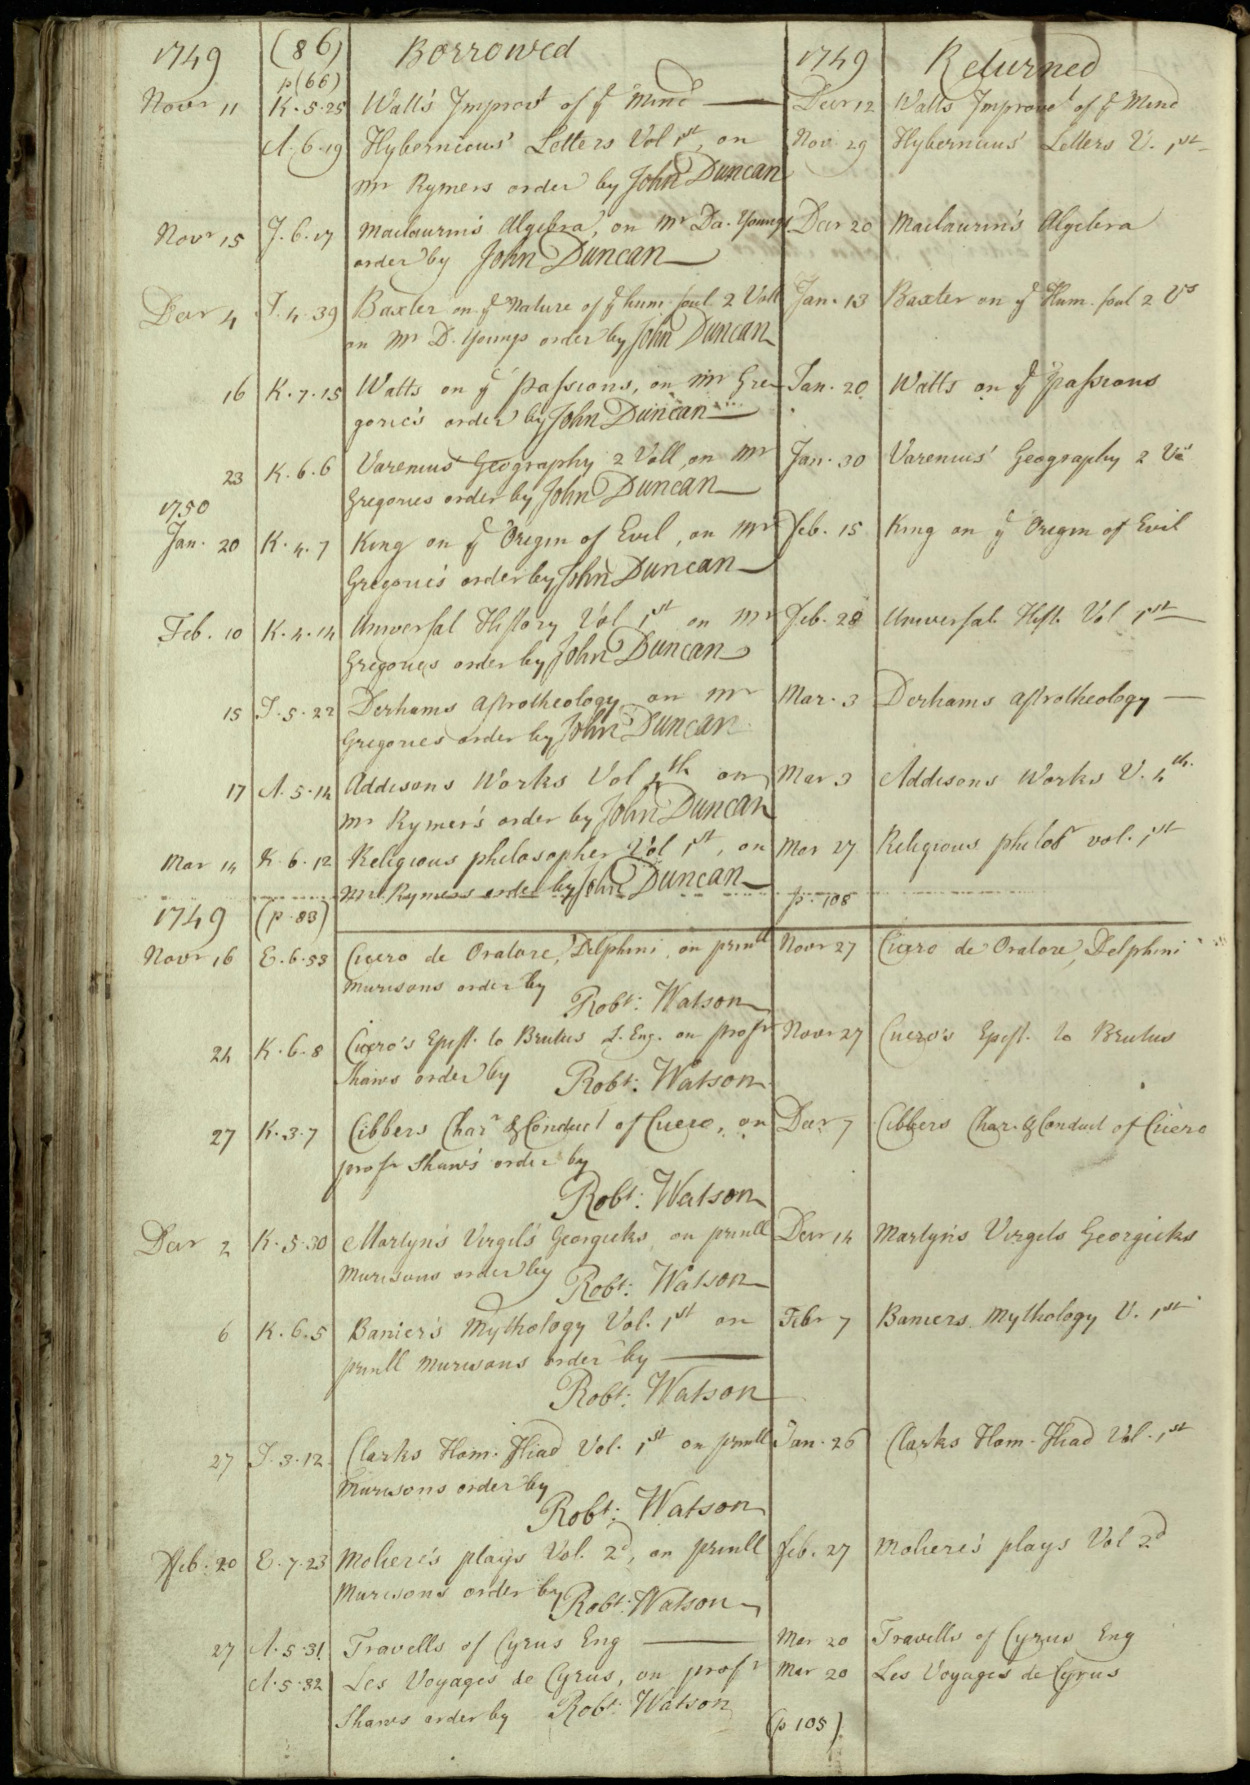 1749 (86) Borrowed 1749 Returned
p(66)
Novr 11 K.5.25 Watt's Improvt of ye Mind — Decr 12 Watts Improvet of ye Mind
A.6.19 Hybernicus' Letters Vol 1st, on Nov 29 Hybernicus' Letters V. 1st
Mr Rymers order by John Duncan
Novr 15 J.6.17 Maclaurin's Algebra, on Mr Da. Youngs Decr 20 Maclaurin's Algebra
order by John Duncan
Decr 4 J.4.39 Baxter on ye Nature of ye hum. soul 2 Voll Jan. 13 Baxter on ye Hum. soul 2 Vs
on Mr D. Youngs order by John Duncan
16 K.7.15 Watts on ye Passions, on Mr Gre- Jan. 20 Watts on ye Passions
gorie's order by John Duncan
23 K.6.6 Varenius' Geography 2 Voll, on Mr Jan. 30 Varenius' Geography 2 Vs
Gregories order by John Duncan
1750
Jan. 20 K.4.7 King on ye Origin of Evil, on Mr Feb. 15 King on ye Origin of Evil
Gregorie's order by John Duncan
Feb. 10 K.4.14 Universal History Vol 1st on Mr Feb. 28 Universal Hist. Vol 1st
Gregories order by John Duncan
15 J.5.22 Derhams Astrotheology on Mr Mar. 3 Derhams Astrotheology —
Gregories order by John Duncan
17 A.5.14 Addisons Works Vol 4th on Mar 3 Addisons Works V. 4th
Mr Rymer's order by John Duncan
Mar 14 K.6.12 Religious philosopher Vol 1st, on Mar 27 Religious philosr vol. 1st
Mr Rymers order by John Duncan p. 108
1749 (p. 83)
Novr 16 E.6.53 Cicero de Oratore, Delphini, on prinll Novr 27 Cicero de Oratore, Delphini
Murisons order by
Robt: Watson
24 K.6.8 Cicero's Epist. to Brutus L. Eng. on profr Novr 27 Cicero's Epist. to Brutus
Shaws order by Robt: Watson
27 K.3.7 Cibbers Charr & Conduct of Cicero, on Decr 7 Cibbers Char. & Conduct of Cicero
profr Shaws order by
Robt: Watson
Decr 2 K.5.30 Martyn's Virgil's Georgicks, on prinll Decr 14 Martyn's Virgils Georgicks
Murisons order by Robt: Watson
6 K.6.5 Banier's Mythology Vol. 1st on Febr 7 Baniers Mythology V. 1st
prinll Murisons order by —
Robt: Watson
27 J.3.12 Clarks Hom. Iliad Vol. 1st on prinll Jan. 26 Clarks Hom. Iliad Vol. 1st
Murisons order by
Robt: Watson
Feb. 20 E.7.23 Moliere's plays Vol. 2d, on prinll Feb. 27 Moliere's plays Vol 2d
Murisons order by Robt: Watson
27 A.5.31 Travells of Cyrus Eng — Mar 20 Travells of Cyrus Eng
A.5.32 Les Voyages de Cyrus, on profr Mar 20 Les Voyages de Cyrus
Shaws order by Robt: Watson
(p 105)